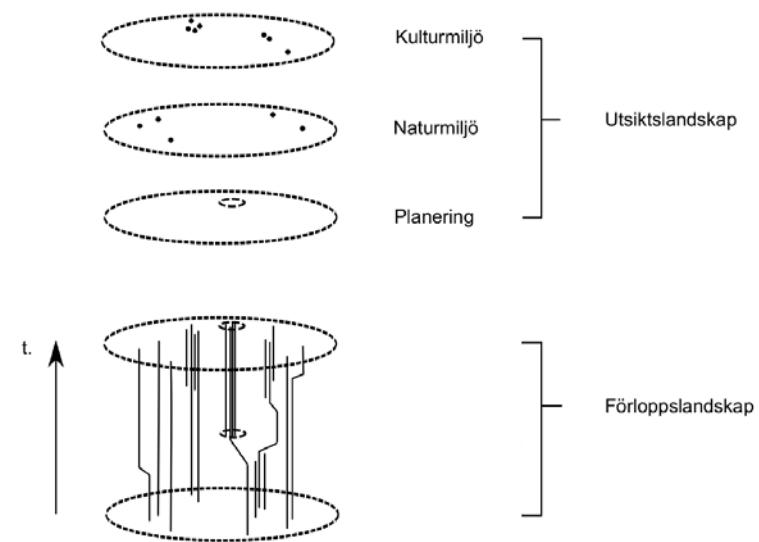 Kulturmiljö
Naturmiljö
Utsiktslandskap
Planering
t.
Förloppslandskap